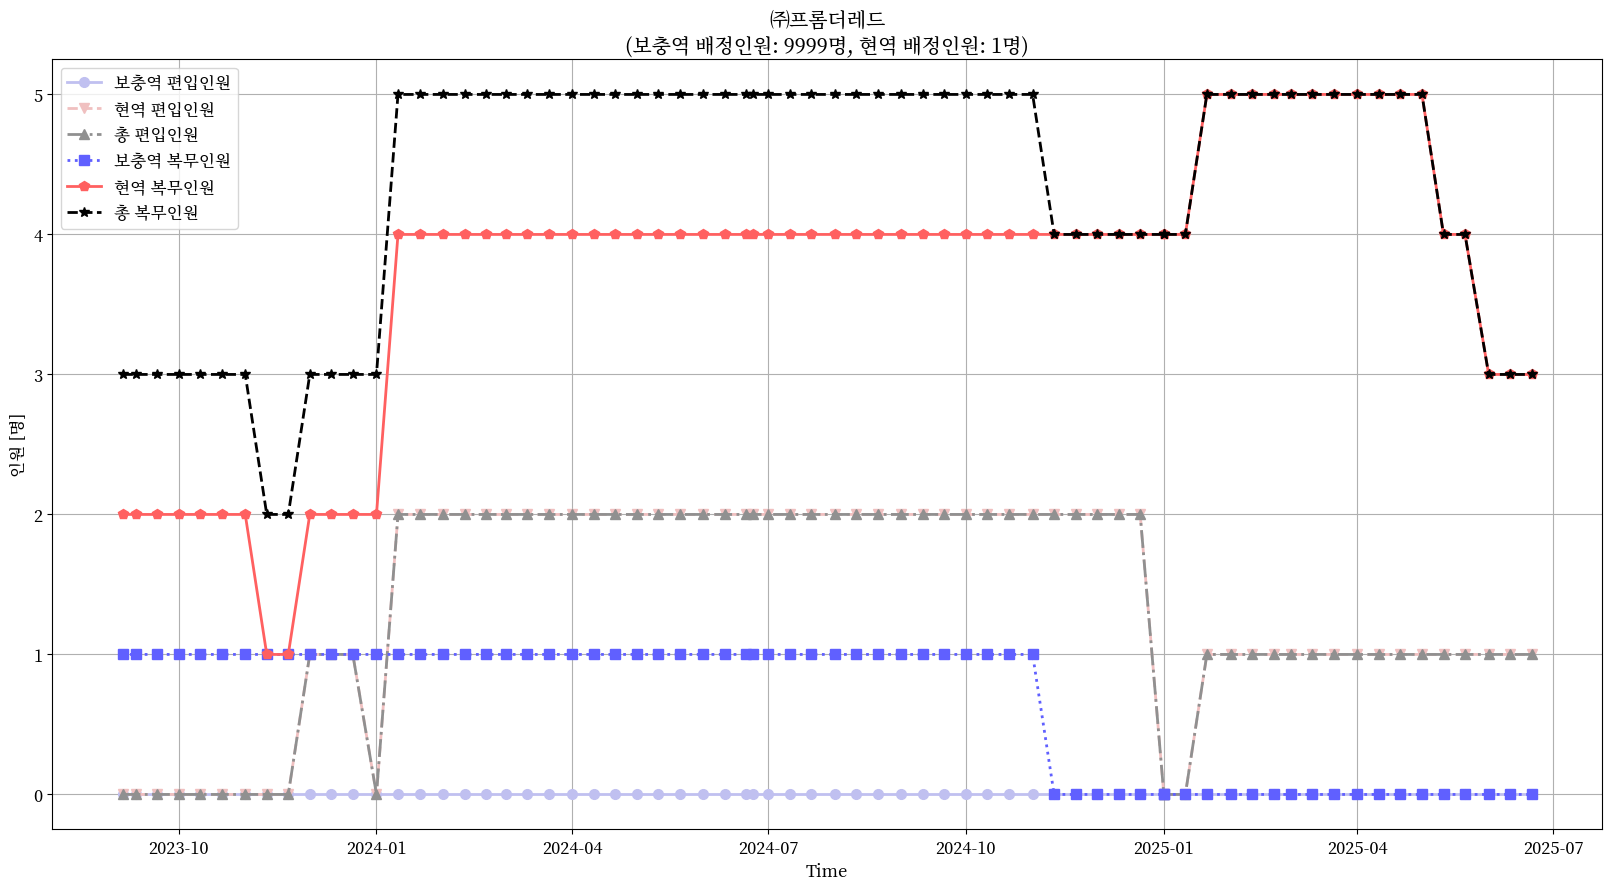 ㈜프롬더레드
(보충역 배정인원: 9999명, 현역 배정인원: 1명)
보충역 편입인원
현역 편입인원
총 편입인원
보충역 복무인원
현역 복무인원
총 복무인원
5
4
3
2
1
0
인원 [명]
2023-10
2024-01
2024-04
2024-07
2024-10
2025-01
2025-04
2025-07
Time